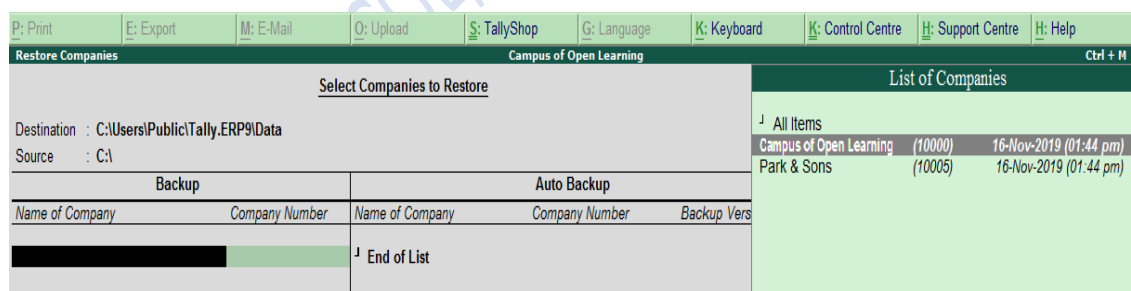 P: Print E: Export M: E-Mail O: Upload S: TallyShop G: Language K: Keyboard K: Control Centre H: Support Centre H: Help
Restore Companies Campus of Open Learning Ctrl + M
Select Companies to Restore
Destination : C:\Users\Public\Tally.ERP9\Data
Source : C:\
Backup Auto Backup
Name of Company Company Number Name of Company Company Number Backup Vers
End of List
List of Companies
All Items
Campus of Open Learning (10000) 16-Nov-2019 (01:44 pm)
Park & Sons (10005) 16-Nov-2019 (01:44 pm)